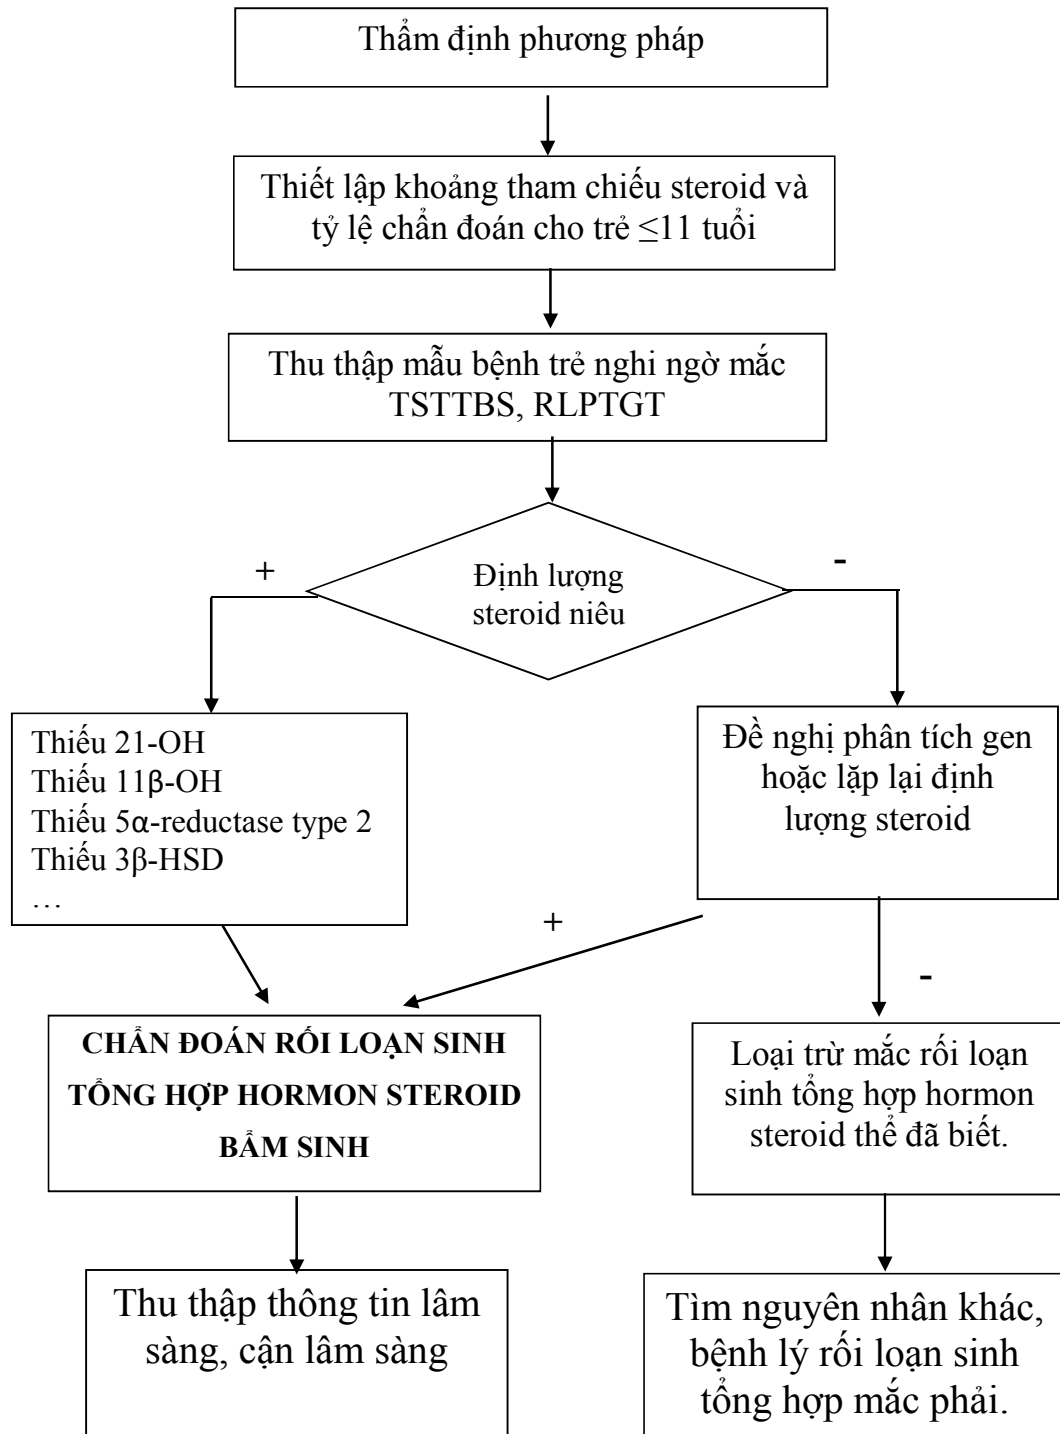 Thẩm định phương pháp
Thiết lập khoảng tham chiếu steroid và
tỷ lệ chẩn đoán cho trẻ ≤11 tuổi
Thu thập mẫu bệnh trẻ nghi ngờ mắc
TSTTBS, RLPTGT
+
-
Định lượng
steroid niêu
Thiếu 21-OH
Thiếu 11β-OH
Thiếu 5α-reductase type 2
Thiếu 3β-HSD
…
Đề nghị phân tích gen
hoặc lặp lại định
lượng steroid
+
-
CHẨN ĐOÁN RỐI LOẠN SINH
TỔNG HỢP HORMON STEROID
BẨM SINH
Loại trừ mắc rối loạn
sinh tổng hợp hormon
steroid thể đã biết.
Thu thập thông tin lâm
sàng, cận lâm sàng
Tìm nguyên nhân khác,
bệnh lý rối loạn sinh
tổng hợp mắc phải.